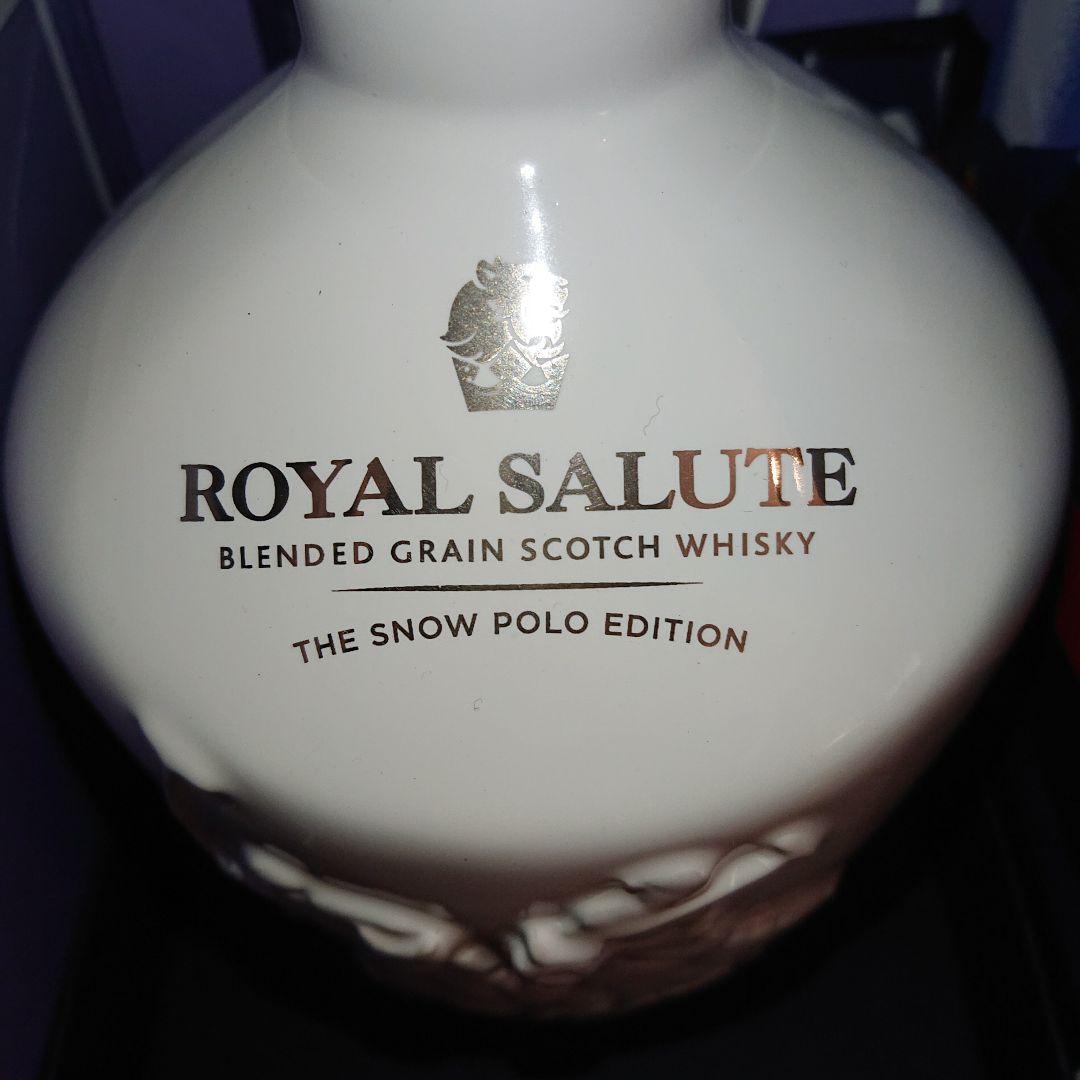 ROYAL SALUTE
BLENDED GRAIN SCOTCH WHISKY
THE SNOW POLO EDITION